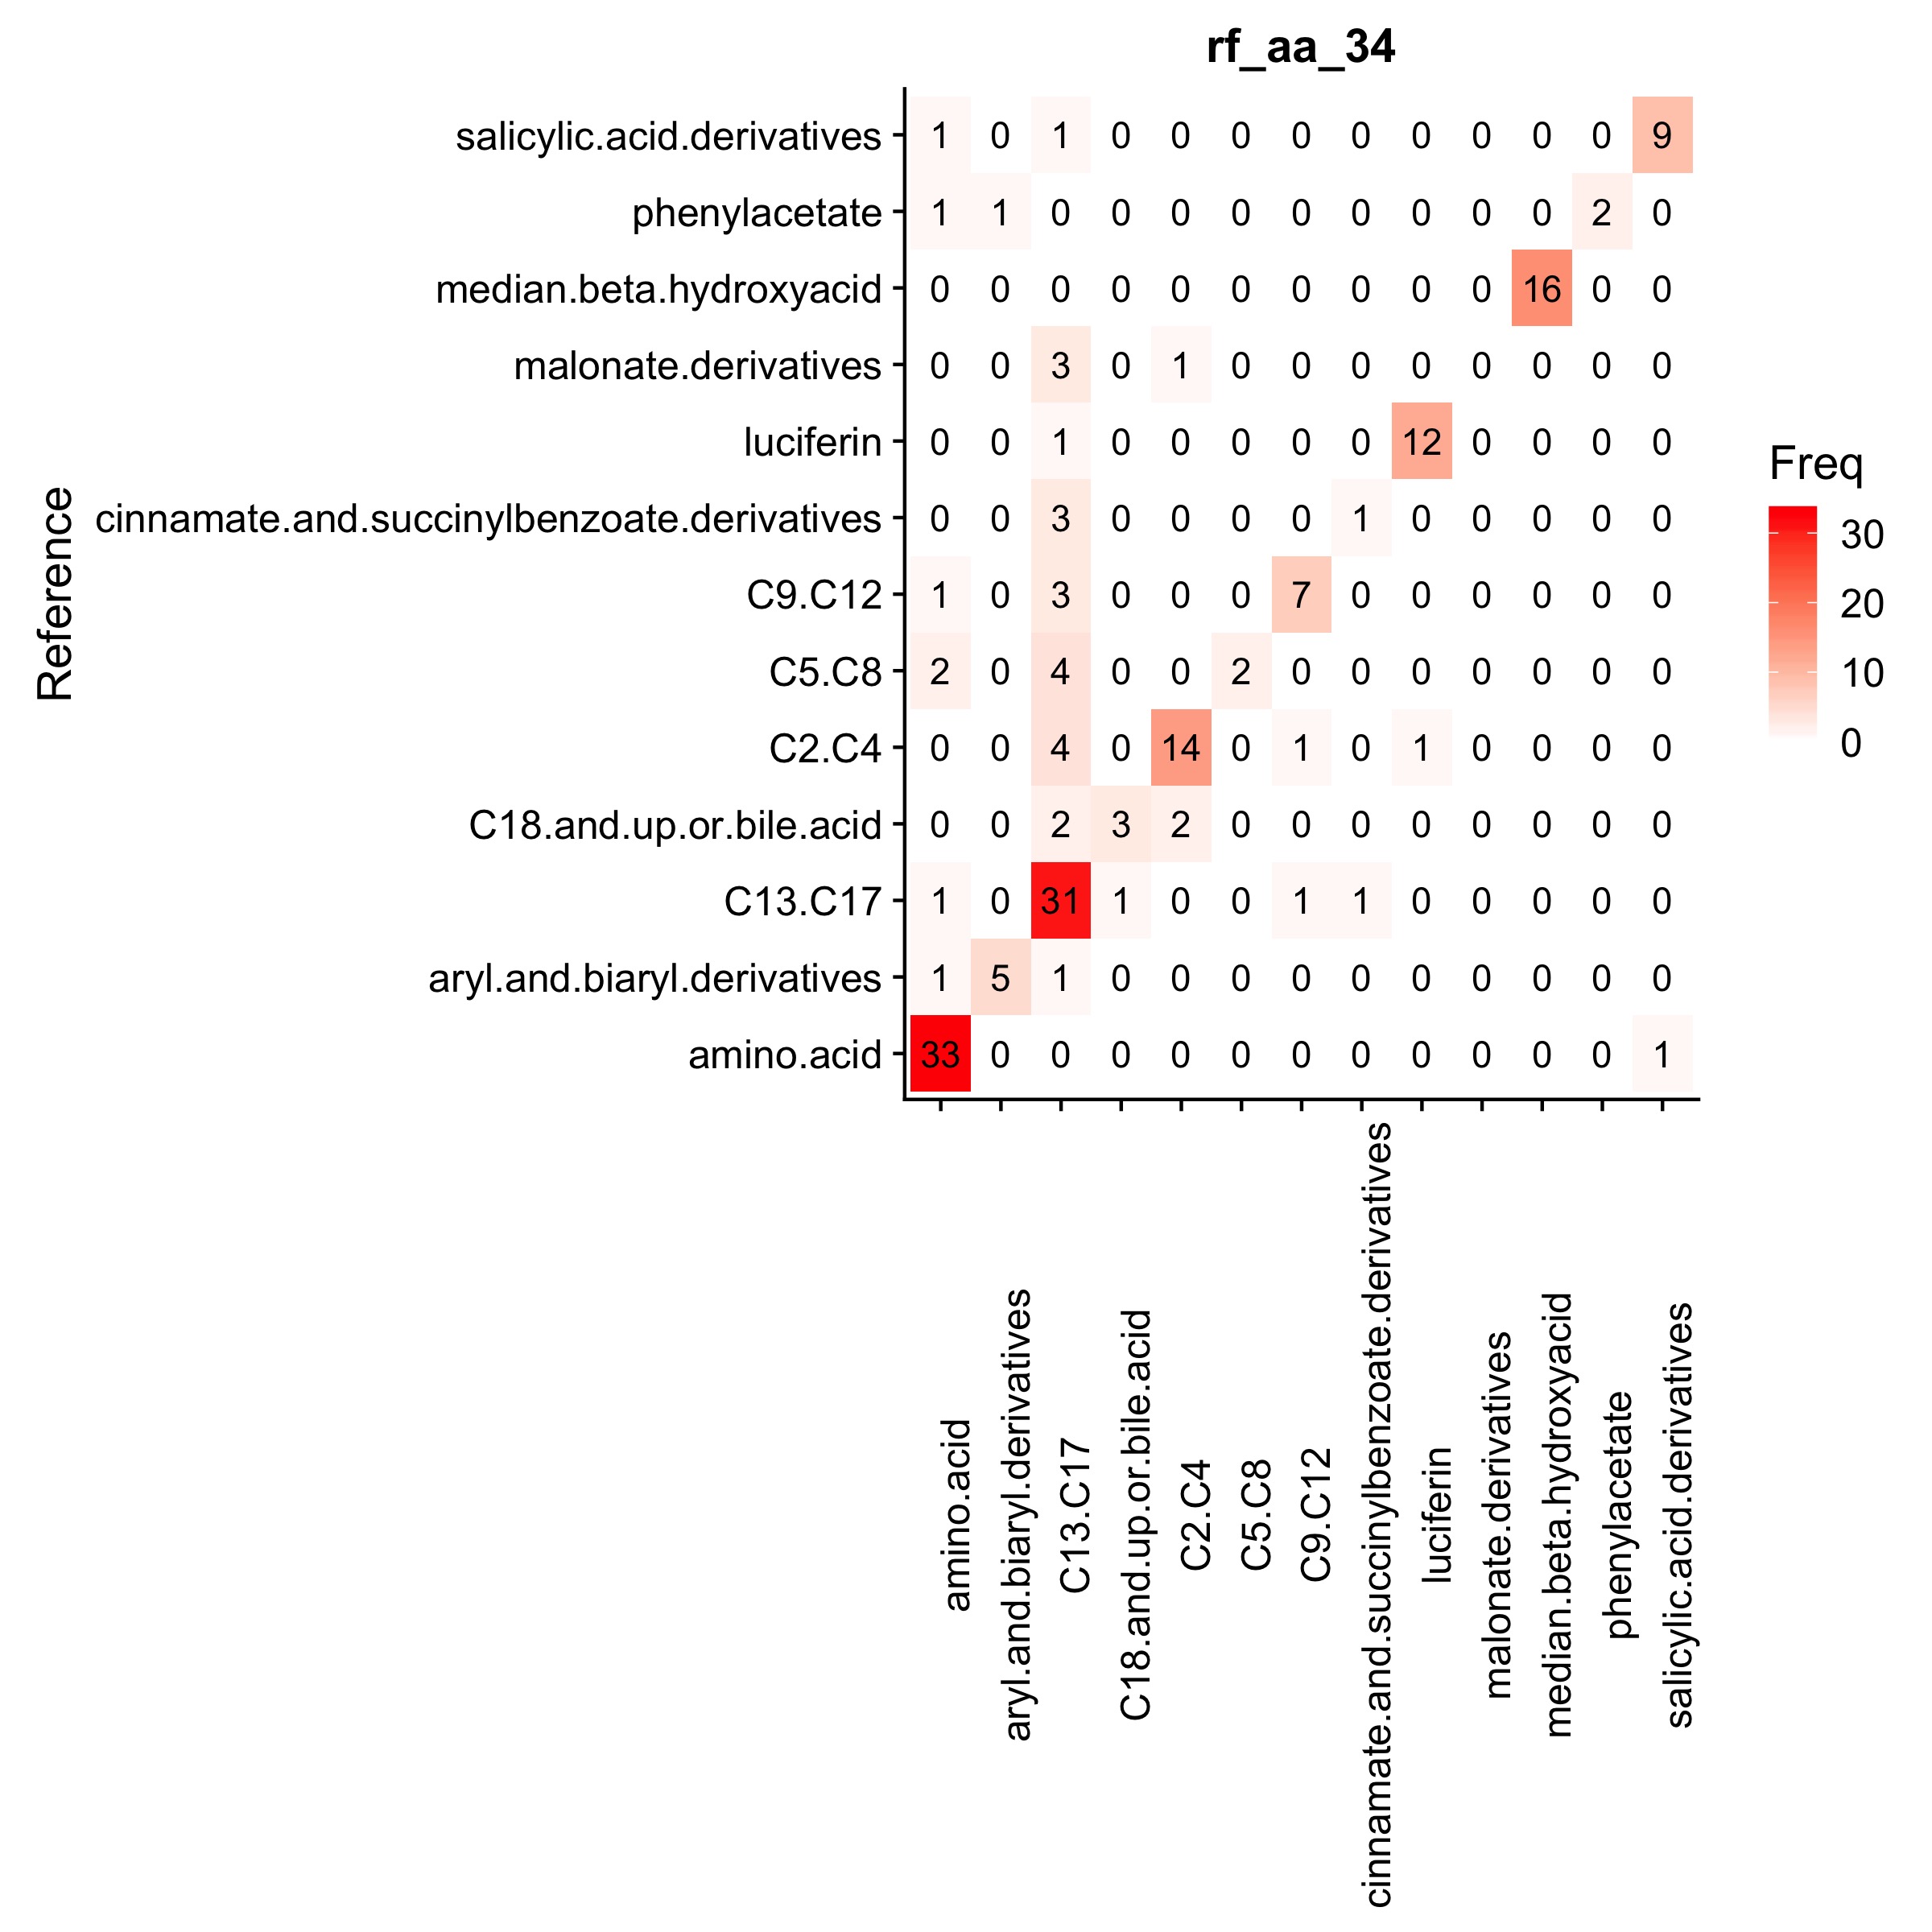 rf_aa_34
Reference
salicylic.acid.derivatives 1 0 1 0 0 0 0 0 0 0 0 0 9
phenylacetate 1 1 0 0 0 0 0 0 0 0 0 2 0
median.beta.hydroxyacid 0 0 0 0 0 0 0 0 0 0 16 0 0
malonate.derivatives 0 0 3 0 1 0 0 0 0 0 0 0 0
luciferin 0 0 1 0 0 0 0 0 12 0 0 0 0
cinnamate.and.succinylbenzoate.derivatives 0 0 3 0 0 0 0 1 0 0 0 0 0
C9.C12 1 0 3 0 0 0 7 0 0 0 0 0 0
C5.C8 2 0 4 0 0 2 0 0 0 0 0 0 0
C2.C4 0 0 4 0 14 0 1 0 1 0 0 0 0
C18.and.up.or.bile.acid 0 0 2 3 2 0 0 0 0 0 0 0 0
C13.C17 1 0 31 1 0 0 1 1 0 0 0 0 0
aryl.and.biaryl.derivatives 1 5 1 0 0 0 0 0 0 0 0 0 0
amino.acid 33 0 0 0 0 0 0 0 0 0 0 0 1
amino.acid
aryl.and.biaryl.derivatives
C13.C17
C18.and.up.or.bile.acid
C2.C4
C5.C8
C9.C12
cinnamate.and.succinylbenzoate.derivatives
luciferin
malonate.derivatives
median.beta.hydroxyacid
phenylacetate
salicylic.acid.derivatives
Freq
30
20
10
0